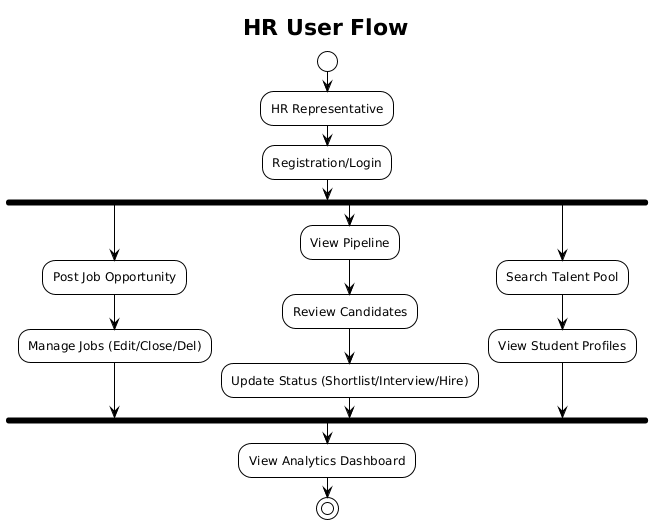 HR User Flow
HR Representative
Registration/Login
View Pipeline
Post Job Opportunity
Search Talent Pool
Review Candidates
Manage Jobs (Edit/Close/Del)
View Student Profiles
Update Status (Shortlist/Interview/Hire)
View Analytics Dashboard